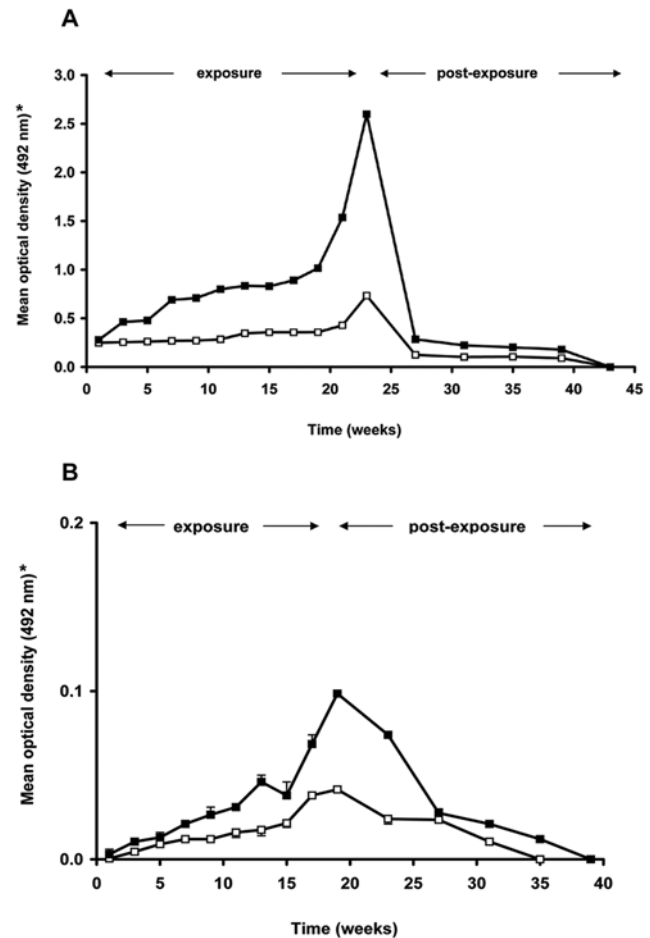 A
exposure post-exposure
3.0
2.5
2.0
1.5
1.0
0.5
0.0
0 5 10 15 20 25 30 35 40 45
Mean optical density (492 nm)*
Time (weeks)
B
exposure post-exposure
0.2
0.1
0.0
0 5 10 15 20 25 30 35 40
Mean optical density (492 nm)*
Time (weeks)